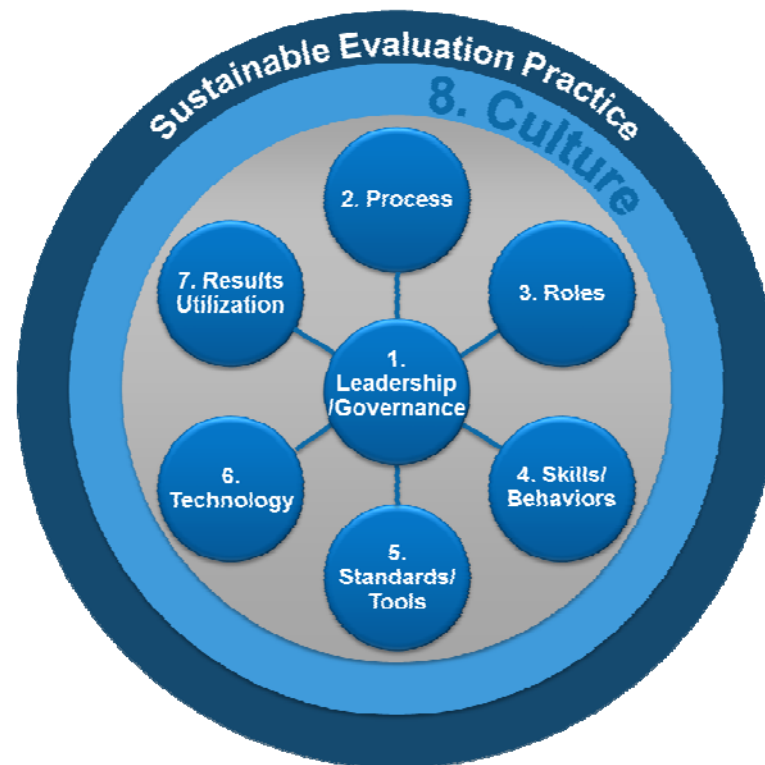 Sustainable Evaluation Practice
8. Culture
2. Process
7. Results
Utilization
3. Roles
1.
Leadership
/Governance
6.
Technology
4. Skills/
Behaviors
5.
Standards/
Tools